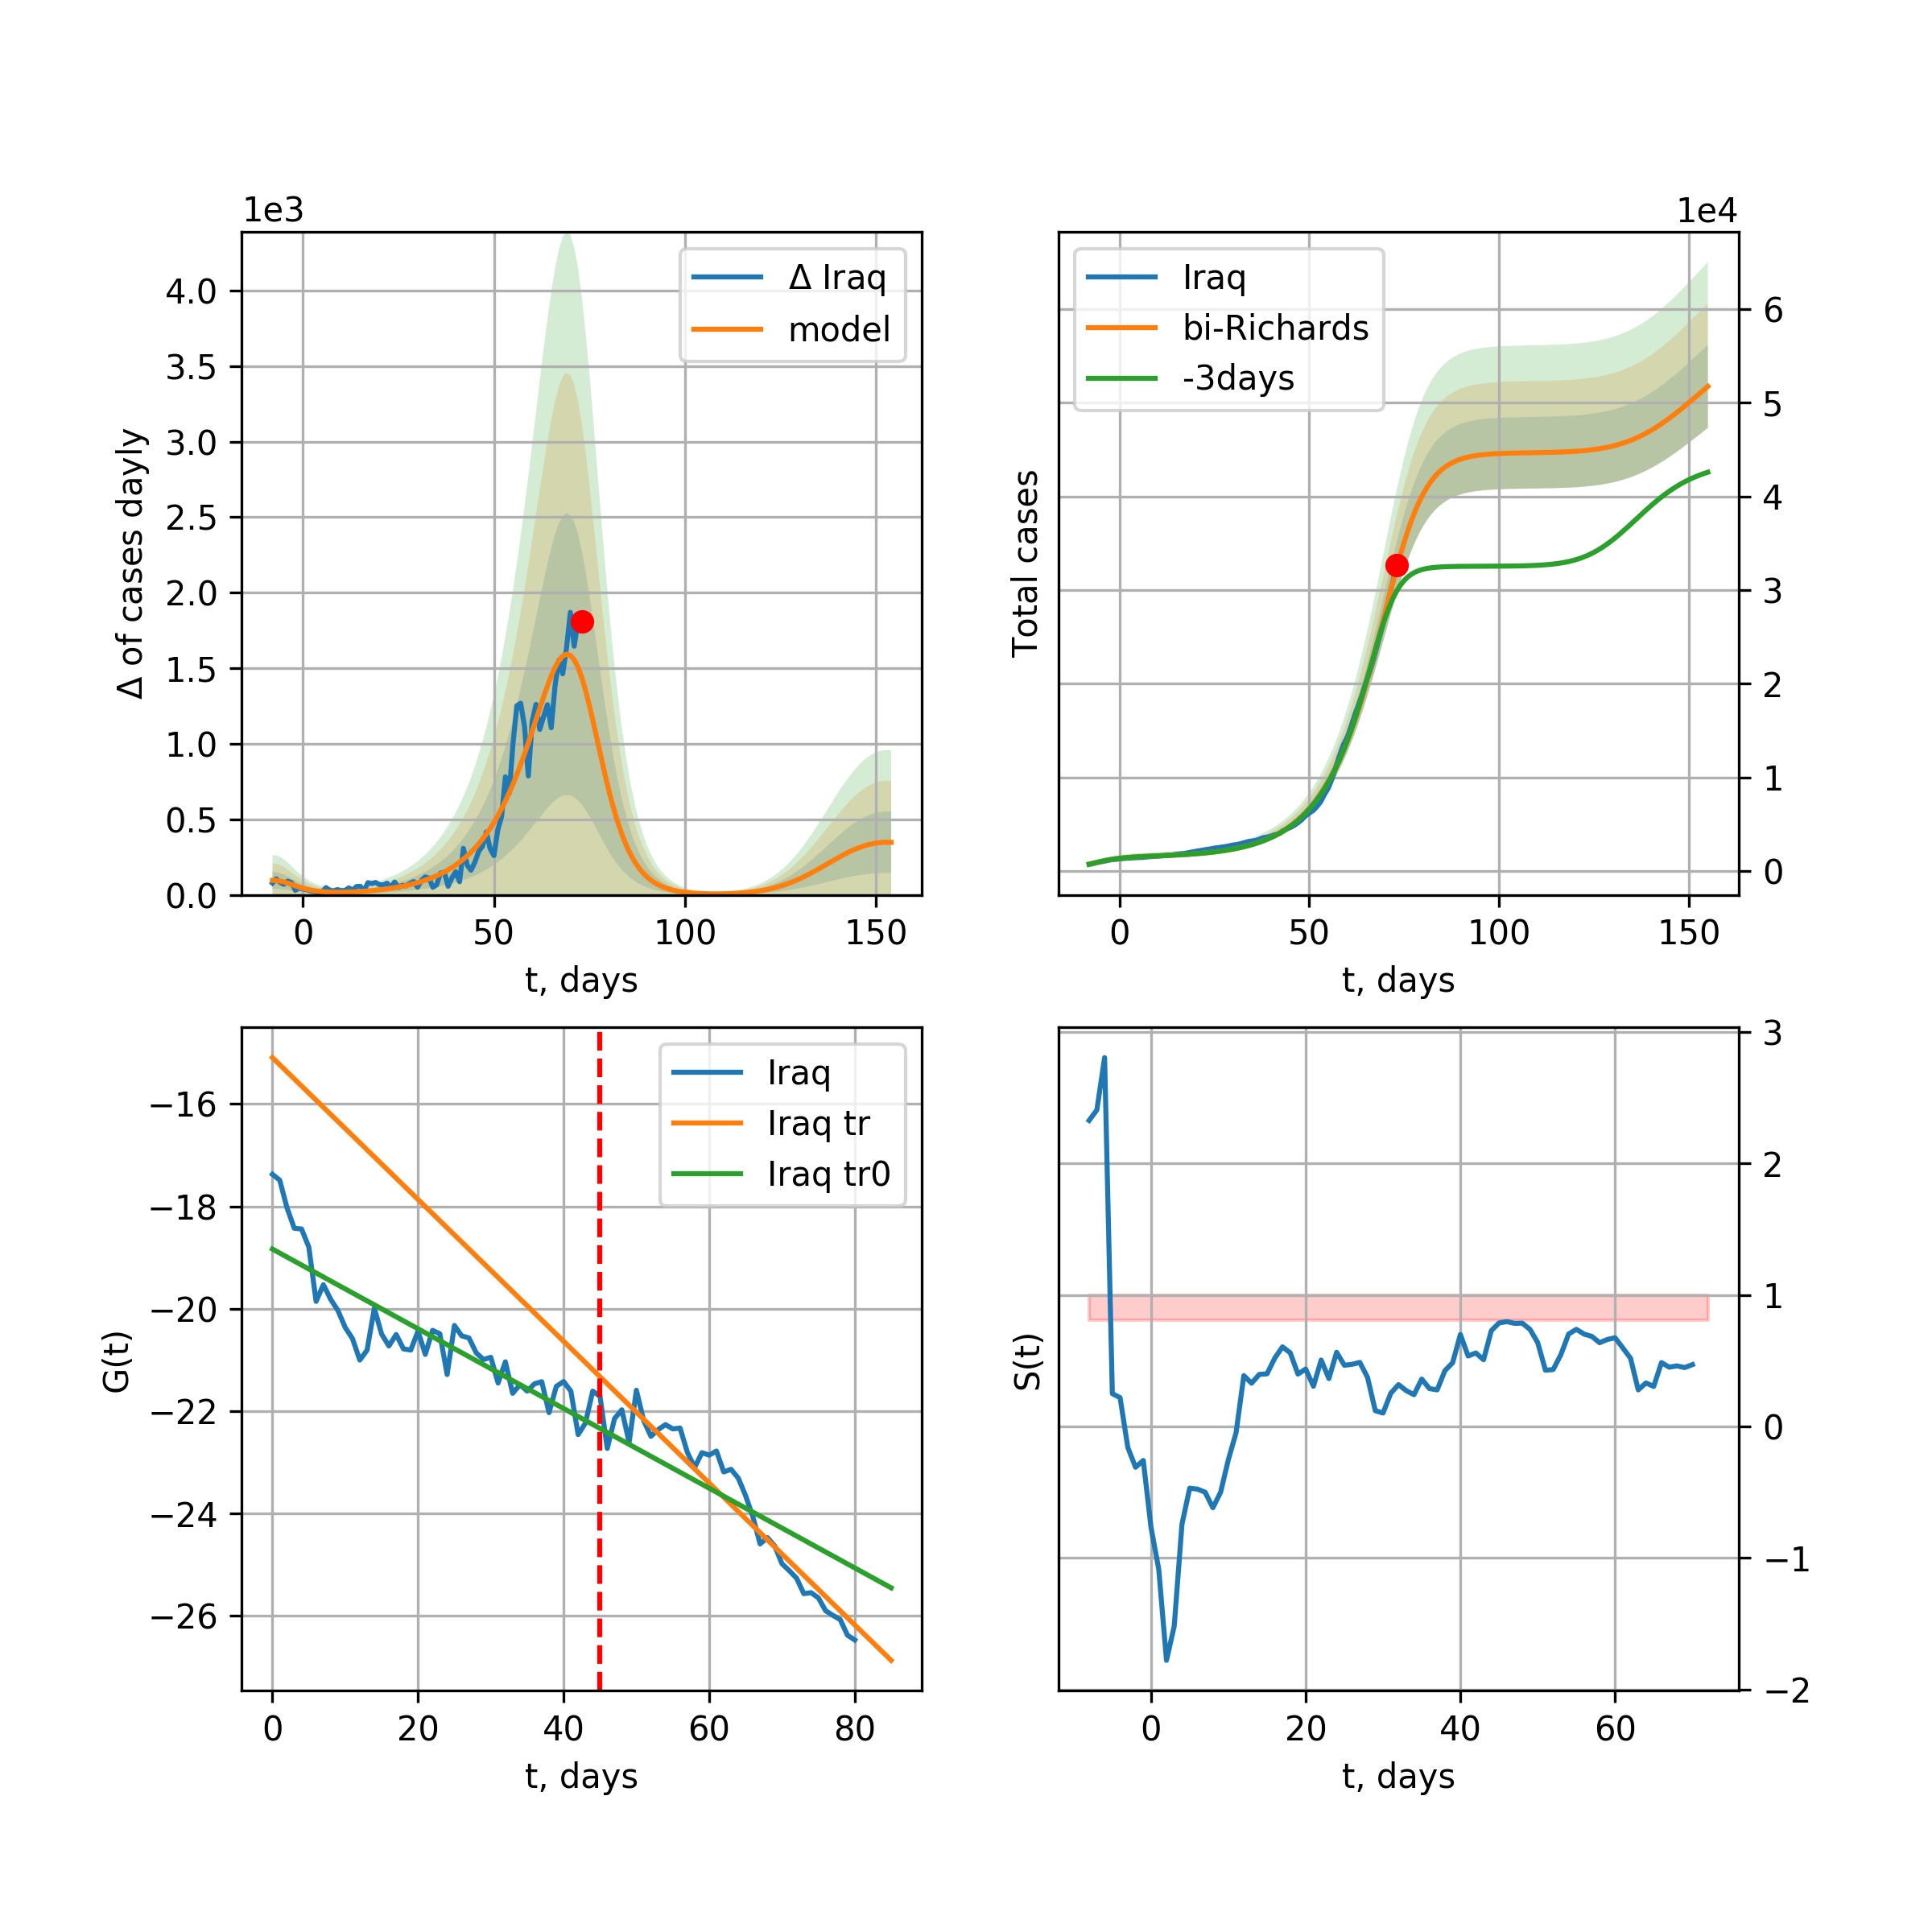 1e3
Δ Iraq
model
4.0
3.5
3.0
2.5
2.0
1.5
1.0
0.5
0.0
Δ of cases dayly
0 50 100 150
t, days
1e4
Iraq
bi-Richards
-3days
6
5
4
3
2
1
0
Total cases
0 50 100 150
t, days
Iraq
Iraq tr
Iraq tr0
−16
−18
−20
−22
−24
−26
G(t)
0 20 40 60 80
t, days
3
2
1
0
−1
−2
S(t)
0 20 40 60
t, days